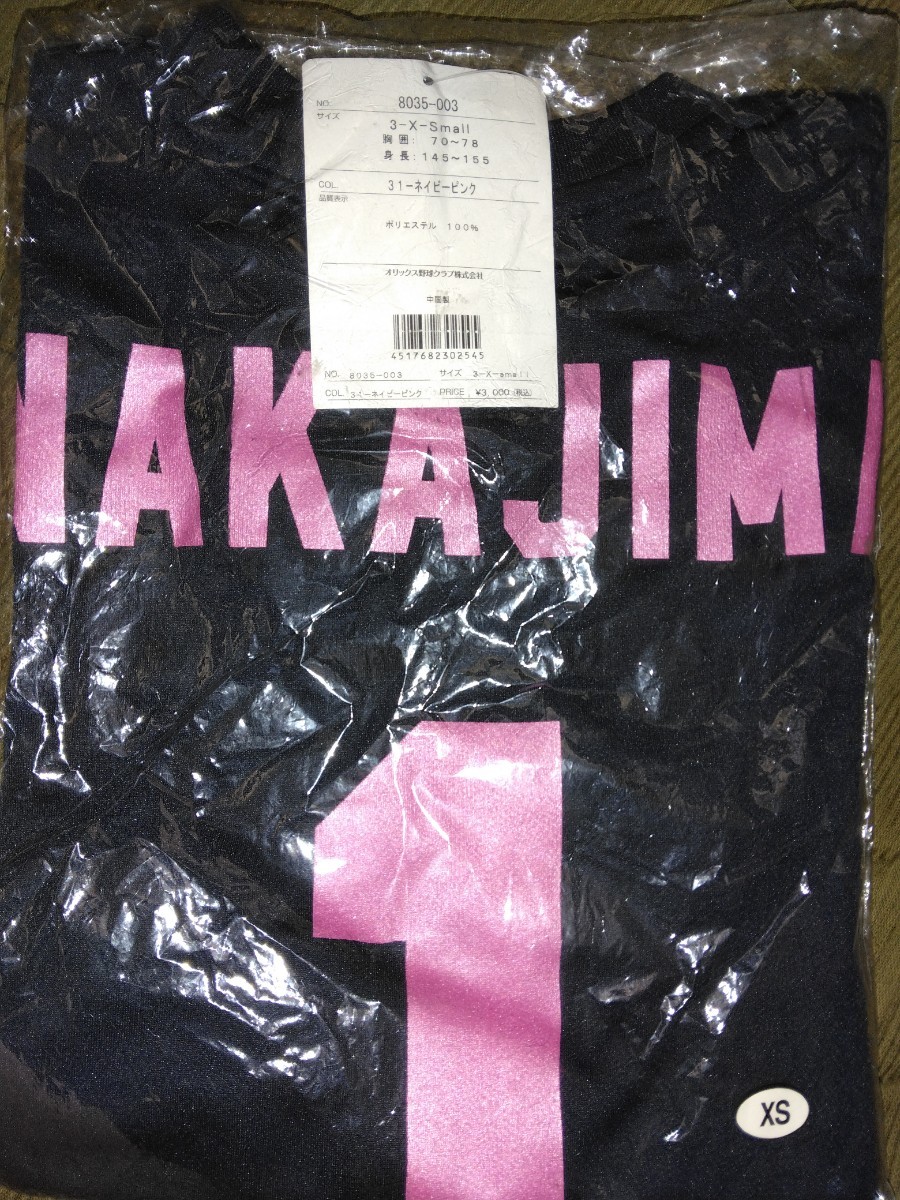 NO. 8035-003
サイズ 3-X-Small
胸囲: 70~78
身長:145~155
COL. 31-ネイビーピンク
品質表示
ポリエステル 100%
オリックス野球クラブ株式会社
中国製
4517682302545
NO. 8035-003 サイズ 3-X-small
COL. 31-ネイビーピンク PRICE ¥3,000(税込)
NAKAJIMA
1
XS